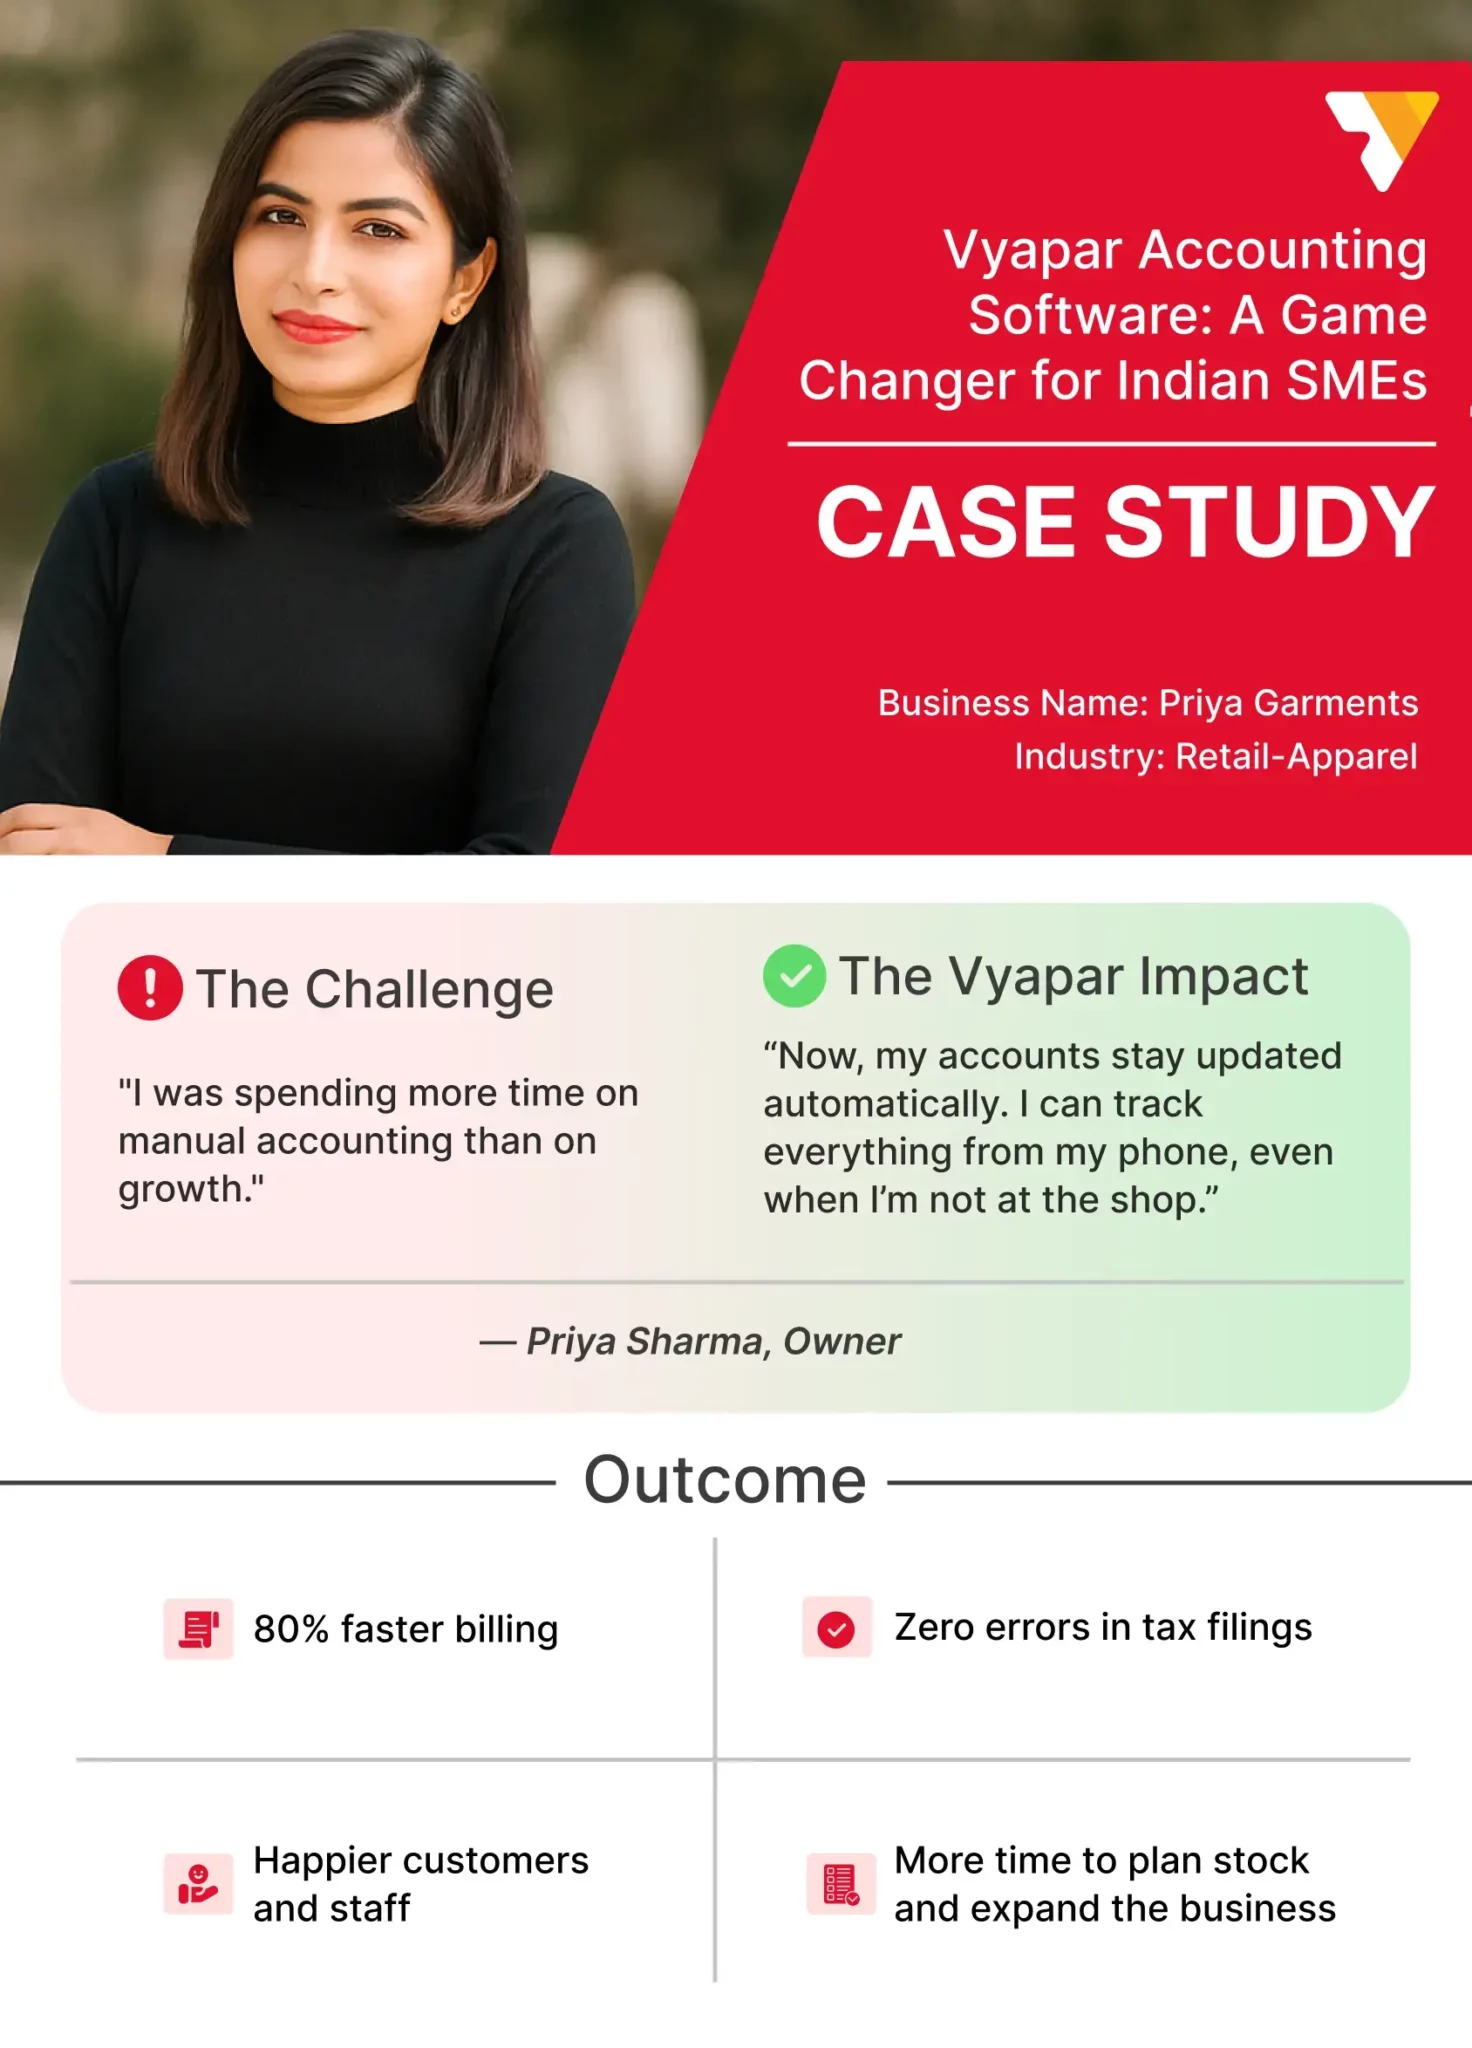 Vyapar Accounting
Software: A Game
Changer for Indian SMEs
CASE STUDY
Business Name: Priya Garments
Industry: Retail-Apparel
The Challenge
"I was spending more time on
manual accounting than on
growth."
The Vyapar Impact
“Now, my accounts stay updated
automatically. I can track
everything from my phone, even
when I’m not at the shop.”
— Priya Sharma, Owner
Outcome
80% faster billing
Zero errors in tax filings
Happier customers
and staff
More time to plan stock
and expand the business